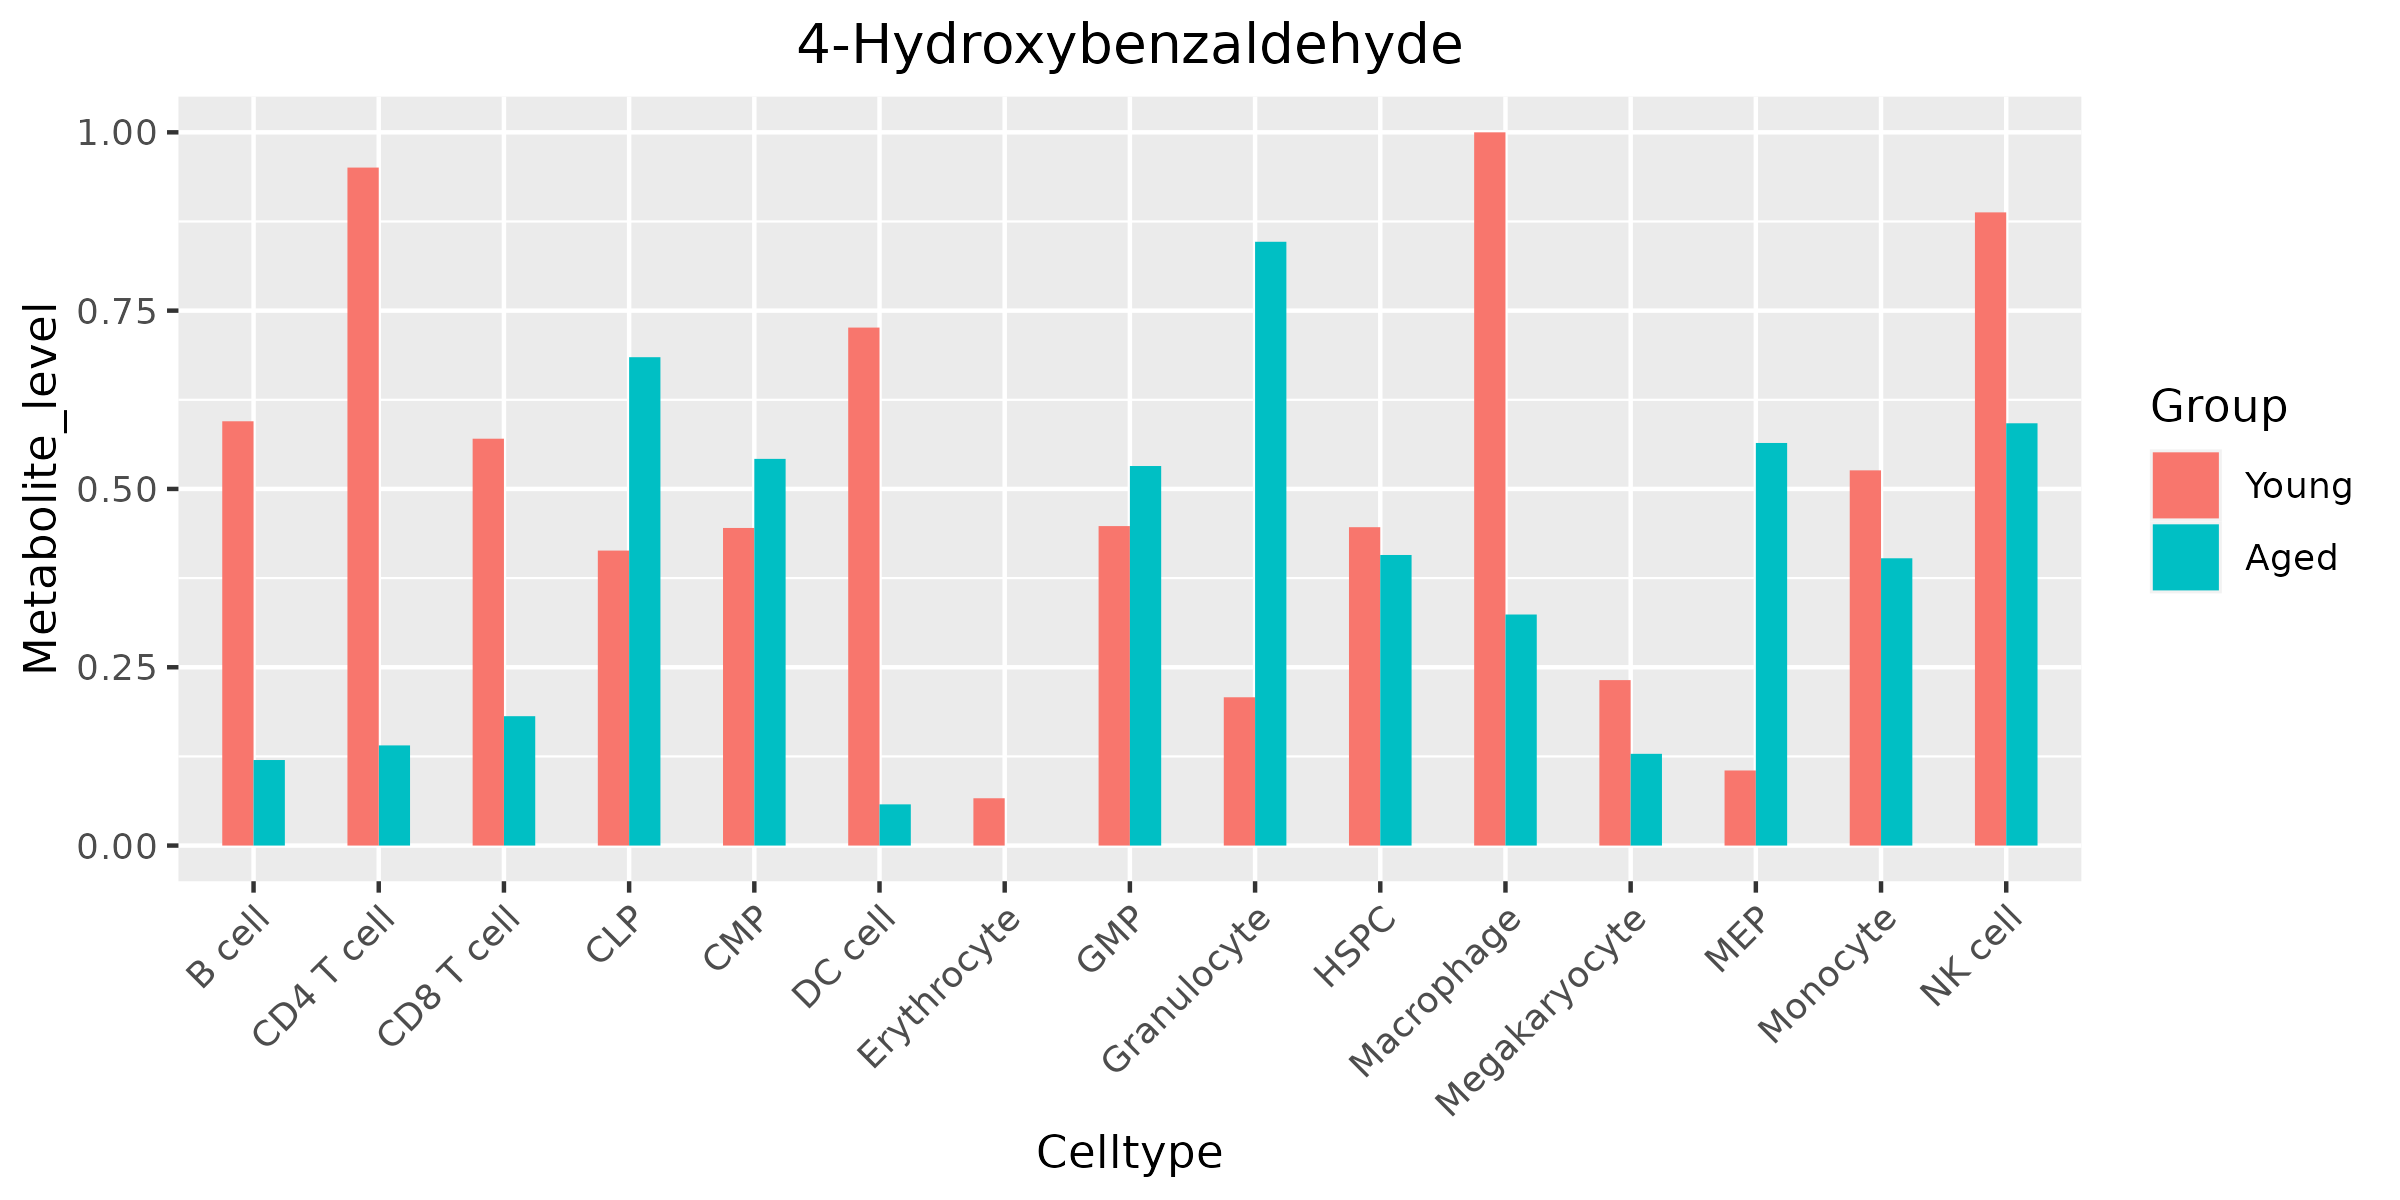 4-Hydroxybenzaldehyde
Metabolite_level
1.00
0.75
0.50
0.25
0.00
B cell
CD4 T cell
CD8 T cell
CLP
CMP
DC cell
Erythrocyte
GMP
Granulocyte
HSPC
Macrophage
Megakaryocyte
MEP
Monocyte
NK cell
Celltype
Group
Young
Aged